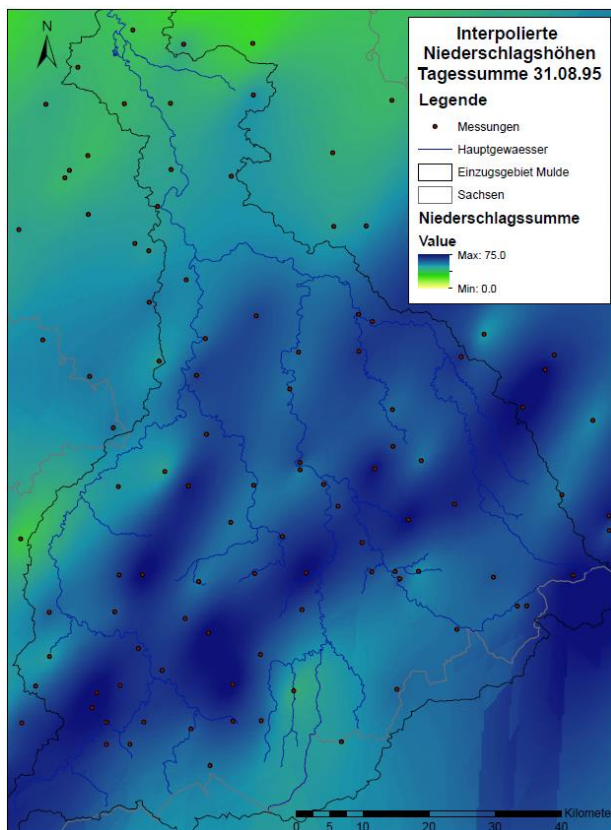 N
Interpolierte
Niederschlagshöhen
Tagessumme 31.08.95
Legende
Messungen
Hauptgewaesser
Einzugsgebiet Mulde
Sachsen
Niederschlagssumme
Value
Max: 75.0
Min: 0.0
Kilomete
0 5 10 20 30 40